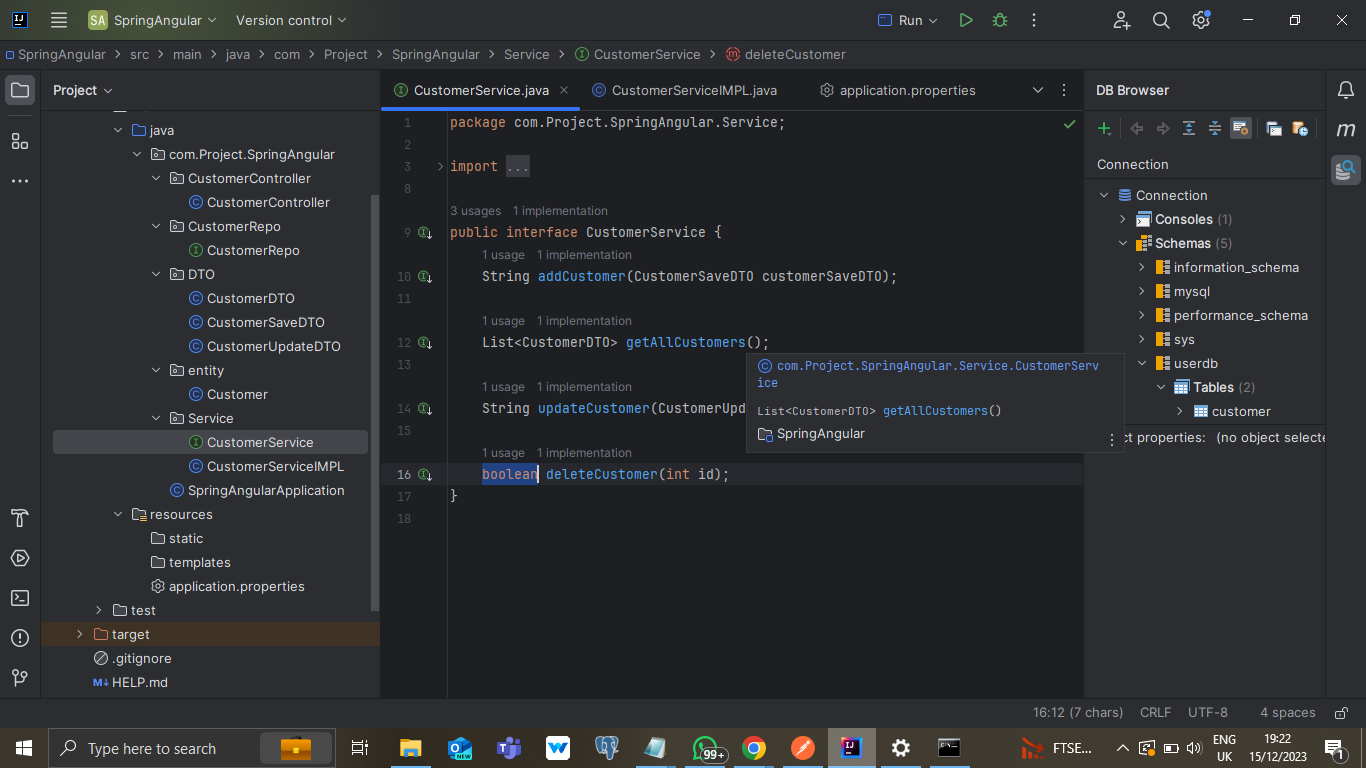 SA SpringAngular Version control Run
SpringAngular src main java com Project SpringAngular Service CustomerService deleteCustomer
Project
java
com.Project.SpringAngular
CustomerController
CustomerController
CustomerRepo
CustomerRepo
DTO
CustomerDTO
CustomerSaveDTO
CustomerUpdateDTO
entity
Customer
Service
CustomerService
CustomerServiceIMPL
SpringAngularApplication
resources
static
templates
application.properties
test
target
.gitignore
HELP.md
CustomerService.java CustomerServiceIMPL.java application.properties
1 package com.Project.SpringAngular.Service;
2
3 import ...
8
3 usages 1 implementation
9 public interface CustomerService {
1 usage 1 implementation
10 String addCustomer(CustomerSaveDTO customerSaveDTO);
11
1 usage 1 implementation
12 List<CustomerDTO> getAllCustomers();
13
1 usage 1 implementation
14 String updateCustomer(CustomerUpd
15
1 usage 1 implementation
16 boolean deleteCustomer(int id);
17 }
18
com.Project.SpringAngular.Service.CustomerServ
ice
List<CustomerDTO> getAllCustomers()
SpringAngular
DB Browser
Connection
Connection
Consoles (1)
Schemas (5)
information_schema
mysql
performance_schema
sys
userdb
Tables (2)
customer
ct properties: (no object selecte
m
16:12 (7 chars) CRLF UTF-8 4 spaces
Type here to search
NEW
99+
FTSE...
ENG
UK
19:22
15/12/2023
1